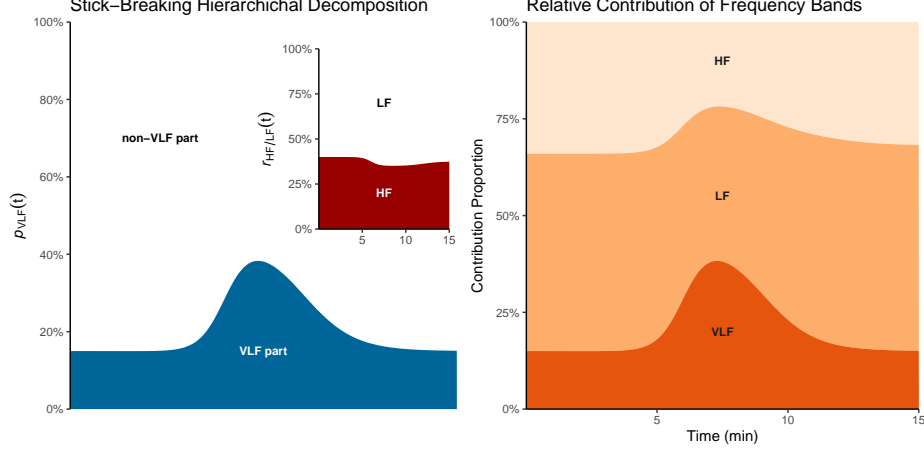 Stick−Breaking Hierarchichal Decomposition
100%
80%
60%
40%
20%
0%
pVLF(t)
non−VLF part
VLF part
100%
75%
50%
25%
0%
rHF/LF(t)
LF
HF
5
10
15
Relative Contribution of Frequency Bands
100%
75%
50%
25%
0%
Contribution Proportion
HF
LF
VLF
5
10
15
Time (min)